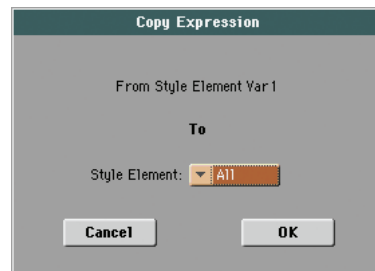 Copy Expression
From Style Element Var1
To
Style Element: All
Cancel OK